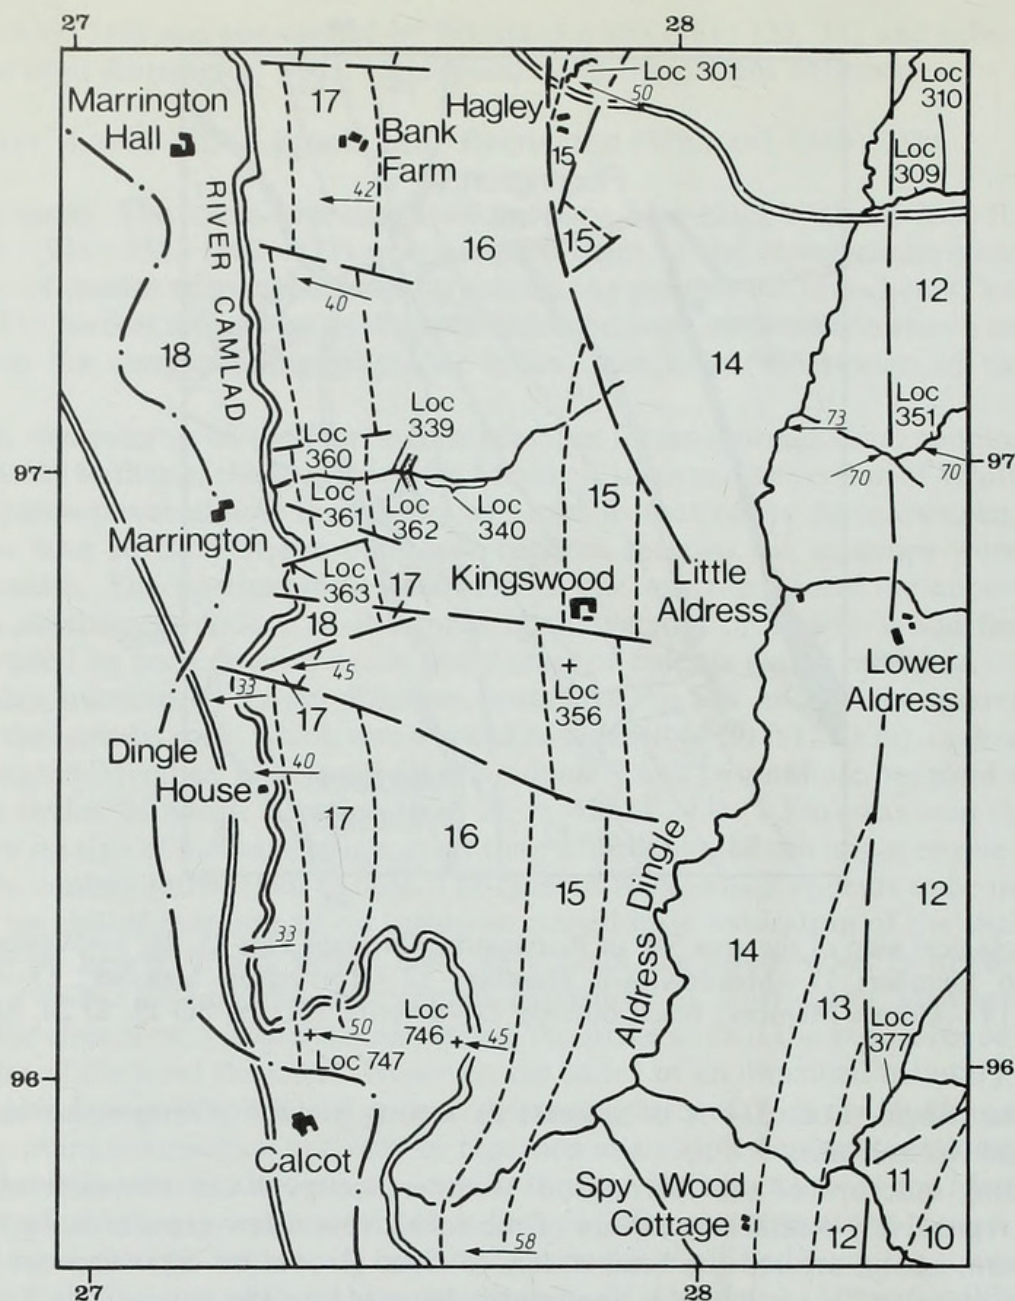 27
28
Marrington
Hall
17
Bank
Farm
Hagley
Loc 301
50
Loc
310
15
Loc
309
42
RIVER CAMLAD
16
15
12
40
18
14
Loc
339
Loc
351
73
Loc
360
97
97
70
70
Loc
361
Loc
362
Loc
340
15
Marrington
Loc
363
17
Kingswood
Little
Aldress
18
45
Loc
356
Lower
Aldress
33
17
Dingle
House
40
17
16
15
Aldress Dingle
12
33
14
13
Loc
746
50
45
Loc
377
Loc 747
96
96
Calcot
Spy Wood
Cottage
11
58
12
10
27
28